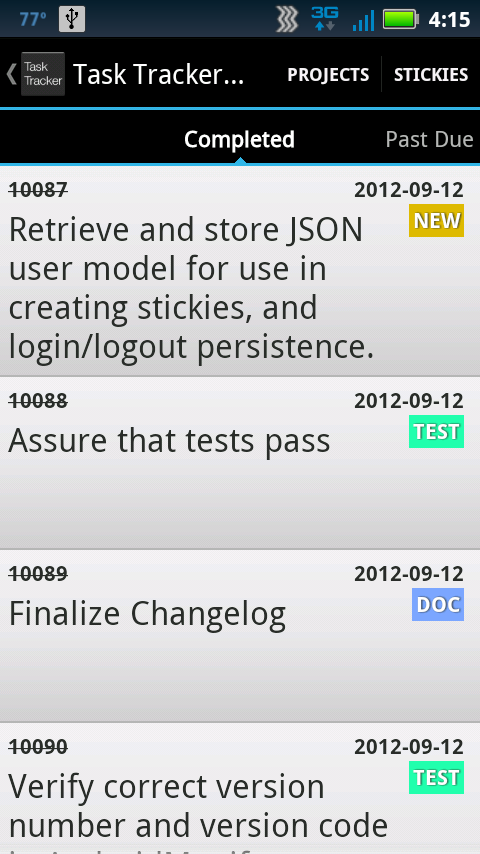 77° 3G 4:15
Task Tracker Task Tracker... PROJECTS STICKIES
Completed Past Due
10087 2012-09-12
NEW
Retrieve and store JSON
user model for use in
creating stickies, and
login/logout persistence.
10088 2012-09-12
TEST
Assure that tests pass
10089 2012-09-12
DOC
Finalize Changelog
10090 2012-09-12
TEST
Verify correct version
number and version code